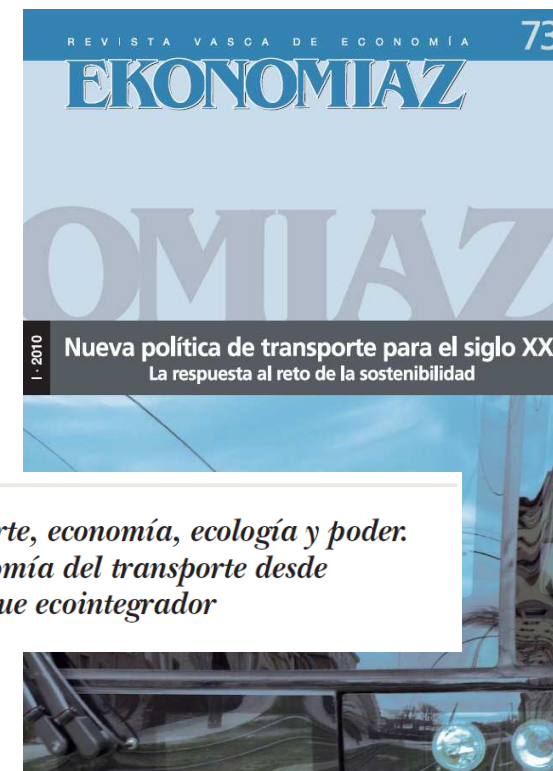 REVISTA VASCA DE ECONOMÍA
73
EKONOMIAZ
OMIAZ
I · 2010
Nueva política de transporte para el siglo XX
La respuesta al reto de la sostenibilidad
rte, economía, ecología y poder.
omía del transporte desde
ue ecointegrador